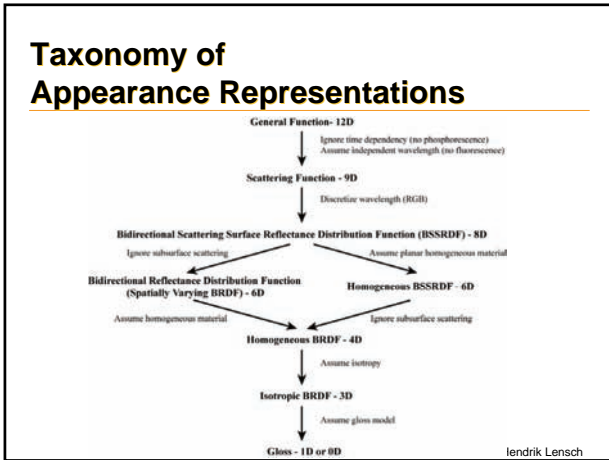 Taxonomy of
Appearance Representations
General Function- 12D
Ignore time dependency (no phosphorescence)
Assume independent wavelength (no fluorescence)
Scattering Function - 9D
Discretize wavelength (RGB)
Bidirectional Scattering Surface Reflectance Distribution Function (BSSRDF) - 8D
Ignore subsurface scattering
Assume planar homogeneous material
Bidirectional Reflectance Distribution Function
(Spatially Varying BRDF) - 6D
Homogeneous BSSRDF - 6D
Assume homogeneous material
Ignore subsurface scattering
Homogeneous BRDF - 4D
Assume isotropy
Isotropic BRDF - 3D
Assume gloss model
Gloss - 1D or 0D
lendrik Lensch